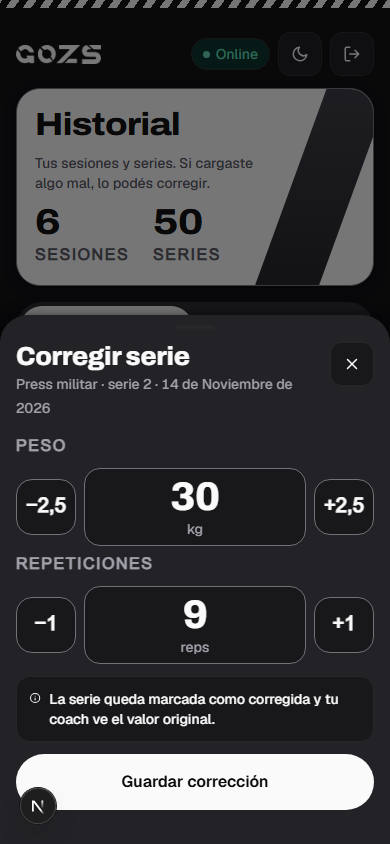 GOZS
Online
Historial
Tus sesiones y series. Si cargaste
algo mal, lo podés corregir.
6
50
SESIONES
SERIES
Corregir serie
Press militar · serie 2 · 14 de Noviembre de
2026
PESO
−2,5
30
kg
+2,5
REPETICIONES
−1
9
reps
+1
La serie queda marcada como corregida y tu
coach ve el valor original.
Guardar corrección
N